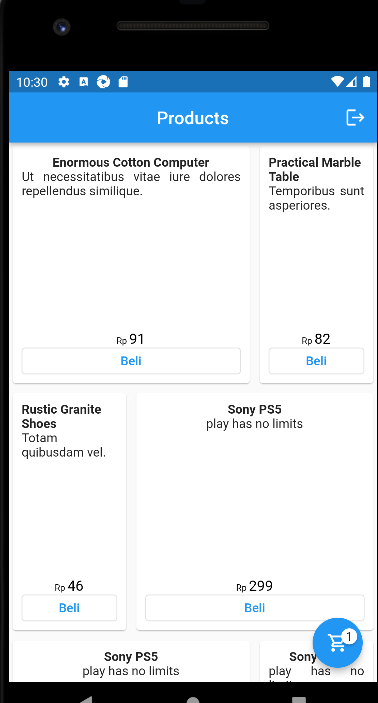 10:30
Products
Enormous Cotton Computer
Ut necessitatibus vitae iure dolores
repellendus similique.
Rp 91
Beli
Practical Marble
Table
Temporibus sunt
asperiores.
Rp 82
Beli
Rustic Granite
Shoes
Totam
quibusdam vel.
Rp 46
Beli
Sony PS5
play has no limits
Rp 299
Beli
Sony PS5
play has no limits
Sony
play has no
1